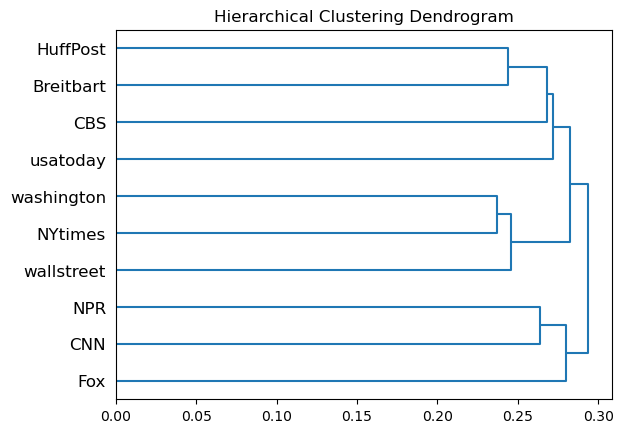 Hierarchical Clustering Dendrogram
HuffPost
Breitbart
CBS
usatoday
washington
NYtimes
wallstreet
NPR
CNN
Fox
0.00 0.05 0.10 0.15 0.20 0.25 0.30